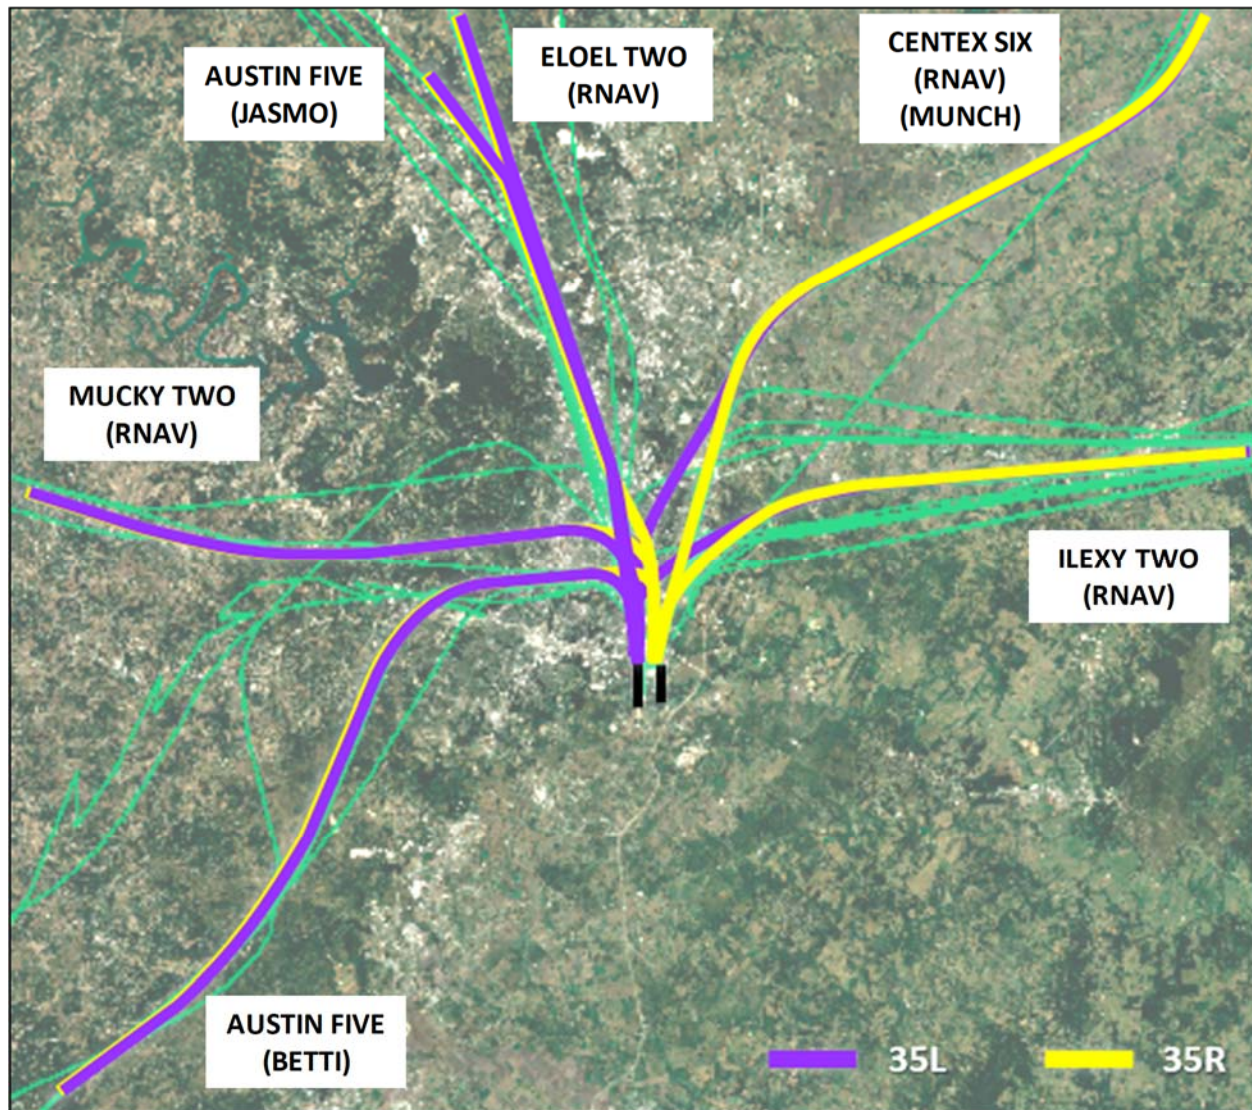 AUSTIN FIVE
(JASMO)
ELOEL TWO
(RNAV)
CENTEX SIX
(RNAV)
(MUNCH)
MUCKY TWO
(RNAV)
ILEXY TWO
(RNAV)
AUSTIN FIVE
(BETTI)
35L
35R